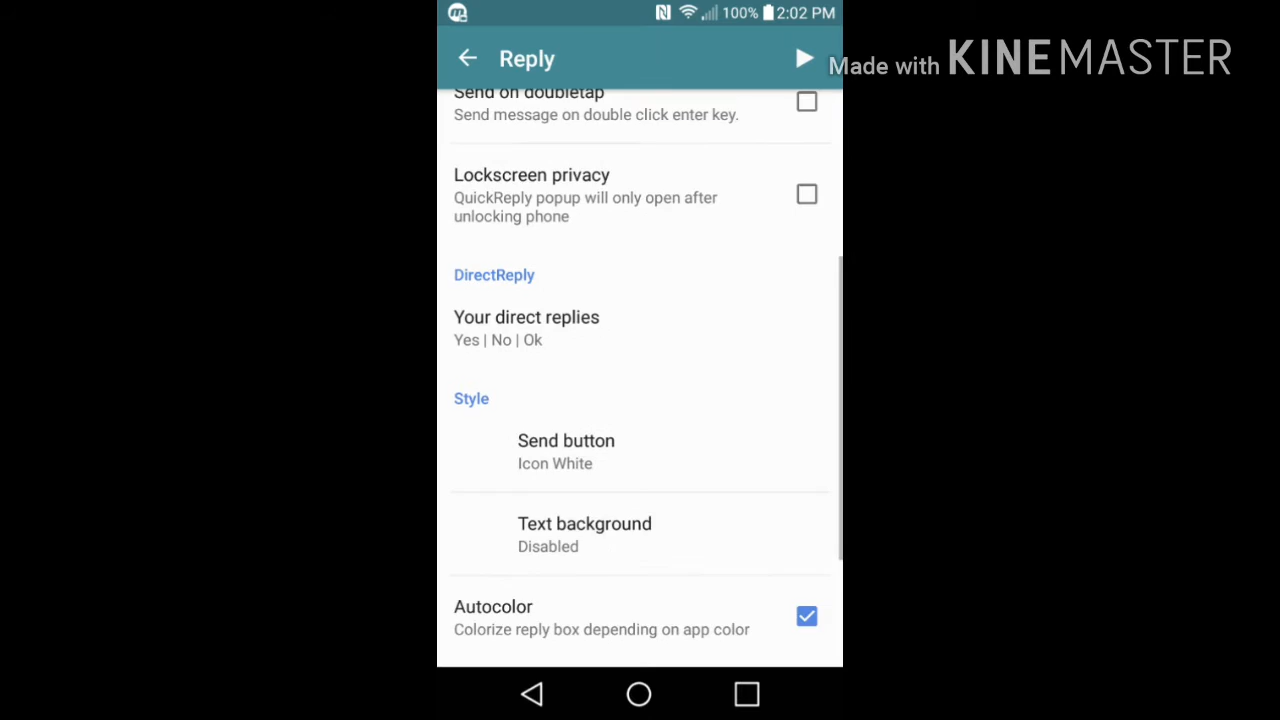 100% 2:02 PM
Reply
Made with KINEMASTER
Send on doubletap
Send message on double click enter key.
Lockscreen privacy
QuickReply popup will only open after
unlocking phone
DirectReply
Your direct replies
Yes | No | Ok
Style
Send button
Icon White
Text background
Disabled
Autocolor
Colorize reply box depending on app color